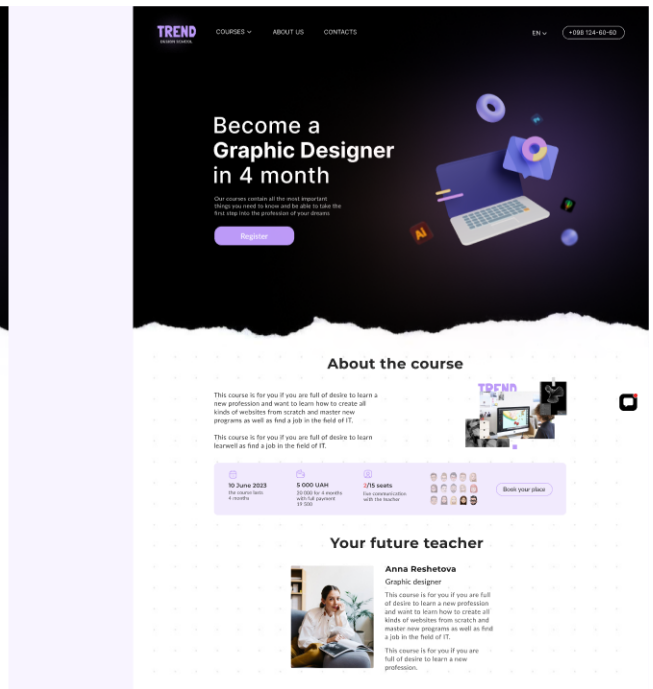 TREND
DESIGN SCHOOL
COURSES
ABOUT US
CONTACTS
EN
+098 124-60-60
Become a
Graphic Designer
in 4 month
Our courses contain all the most important
things you need to know and be able to take the
first step into the profession of your dreams
Register
Ai
About the course
This course is for you if you are full of desire to learn a
new profession and want to learn how to create all
kinds of websites from scratch and master new
programs as well as find a job in the field of IT.
This course is for you if you are full of desire to learn
learwell as find a job in the field of IT.
TREND
10 June 2023
the course lasts
4 months
5 000 UAH
20 000 for 4 months
with full payment
19 500
3/15 seats
live communication
with the teacher
Book your place
Your future teacher
Anna Reshetova
Graphic designer
This course is for you if you are full
of desire to learn a new profession
and want to learn how to create all
kinds of websites from scratch and
master new programs as well as find
a job in the field of IT.
This course is for you if you are
full of desire to learn a new
profession.